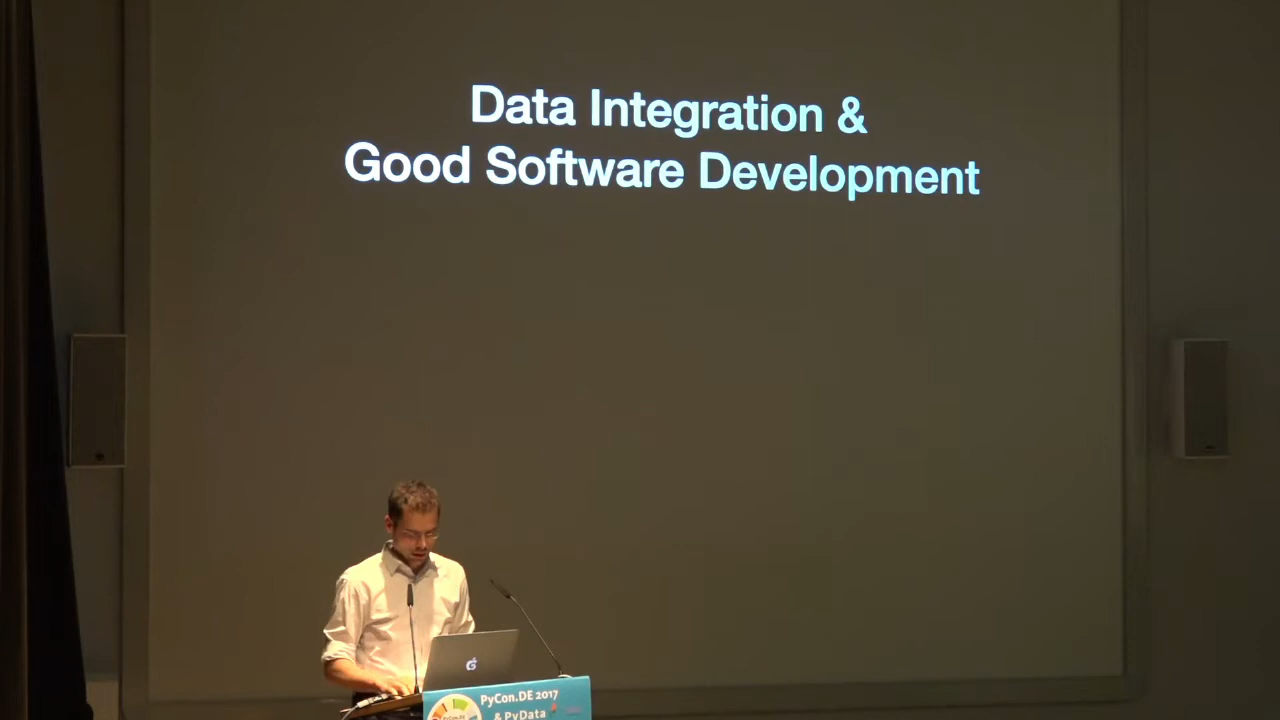 Data Integration &
Good Software Development
PyCon.DE 2017
& PyData